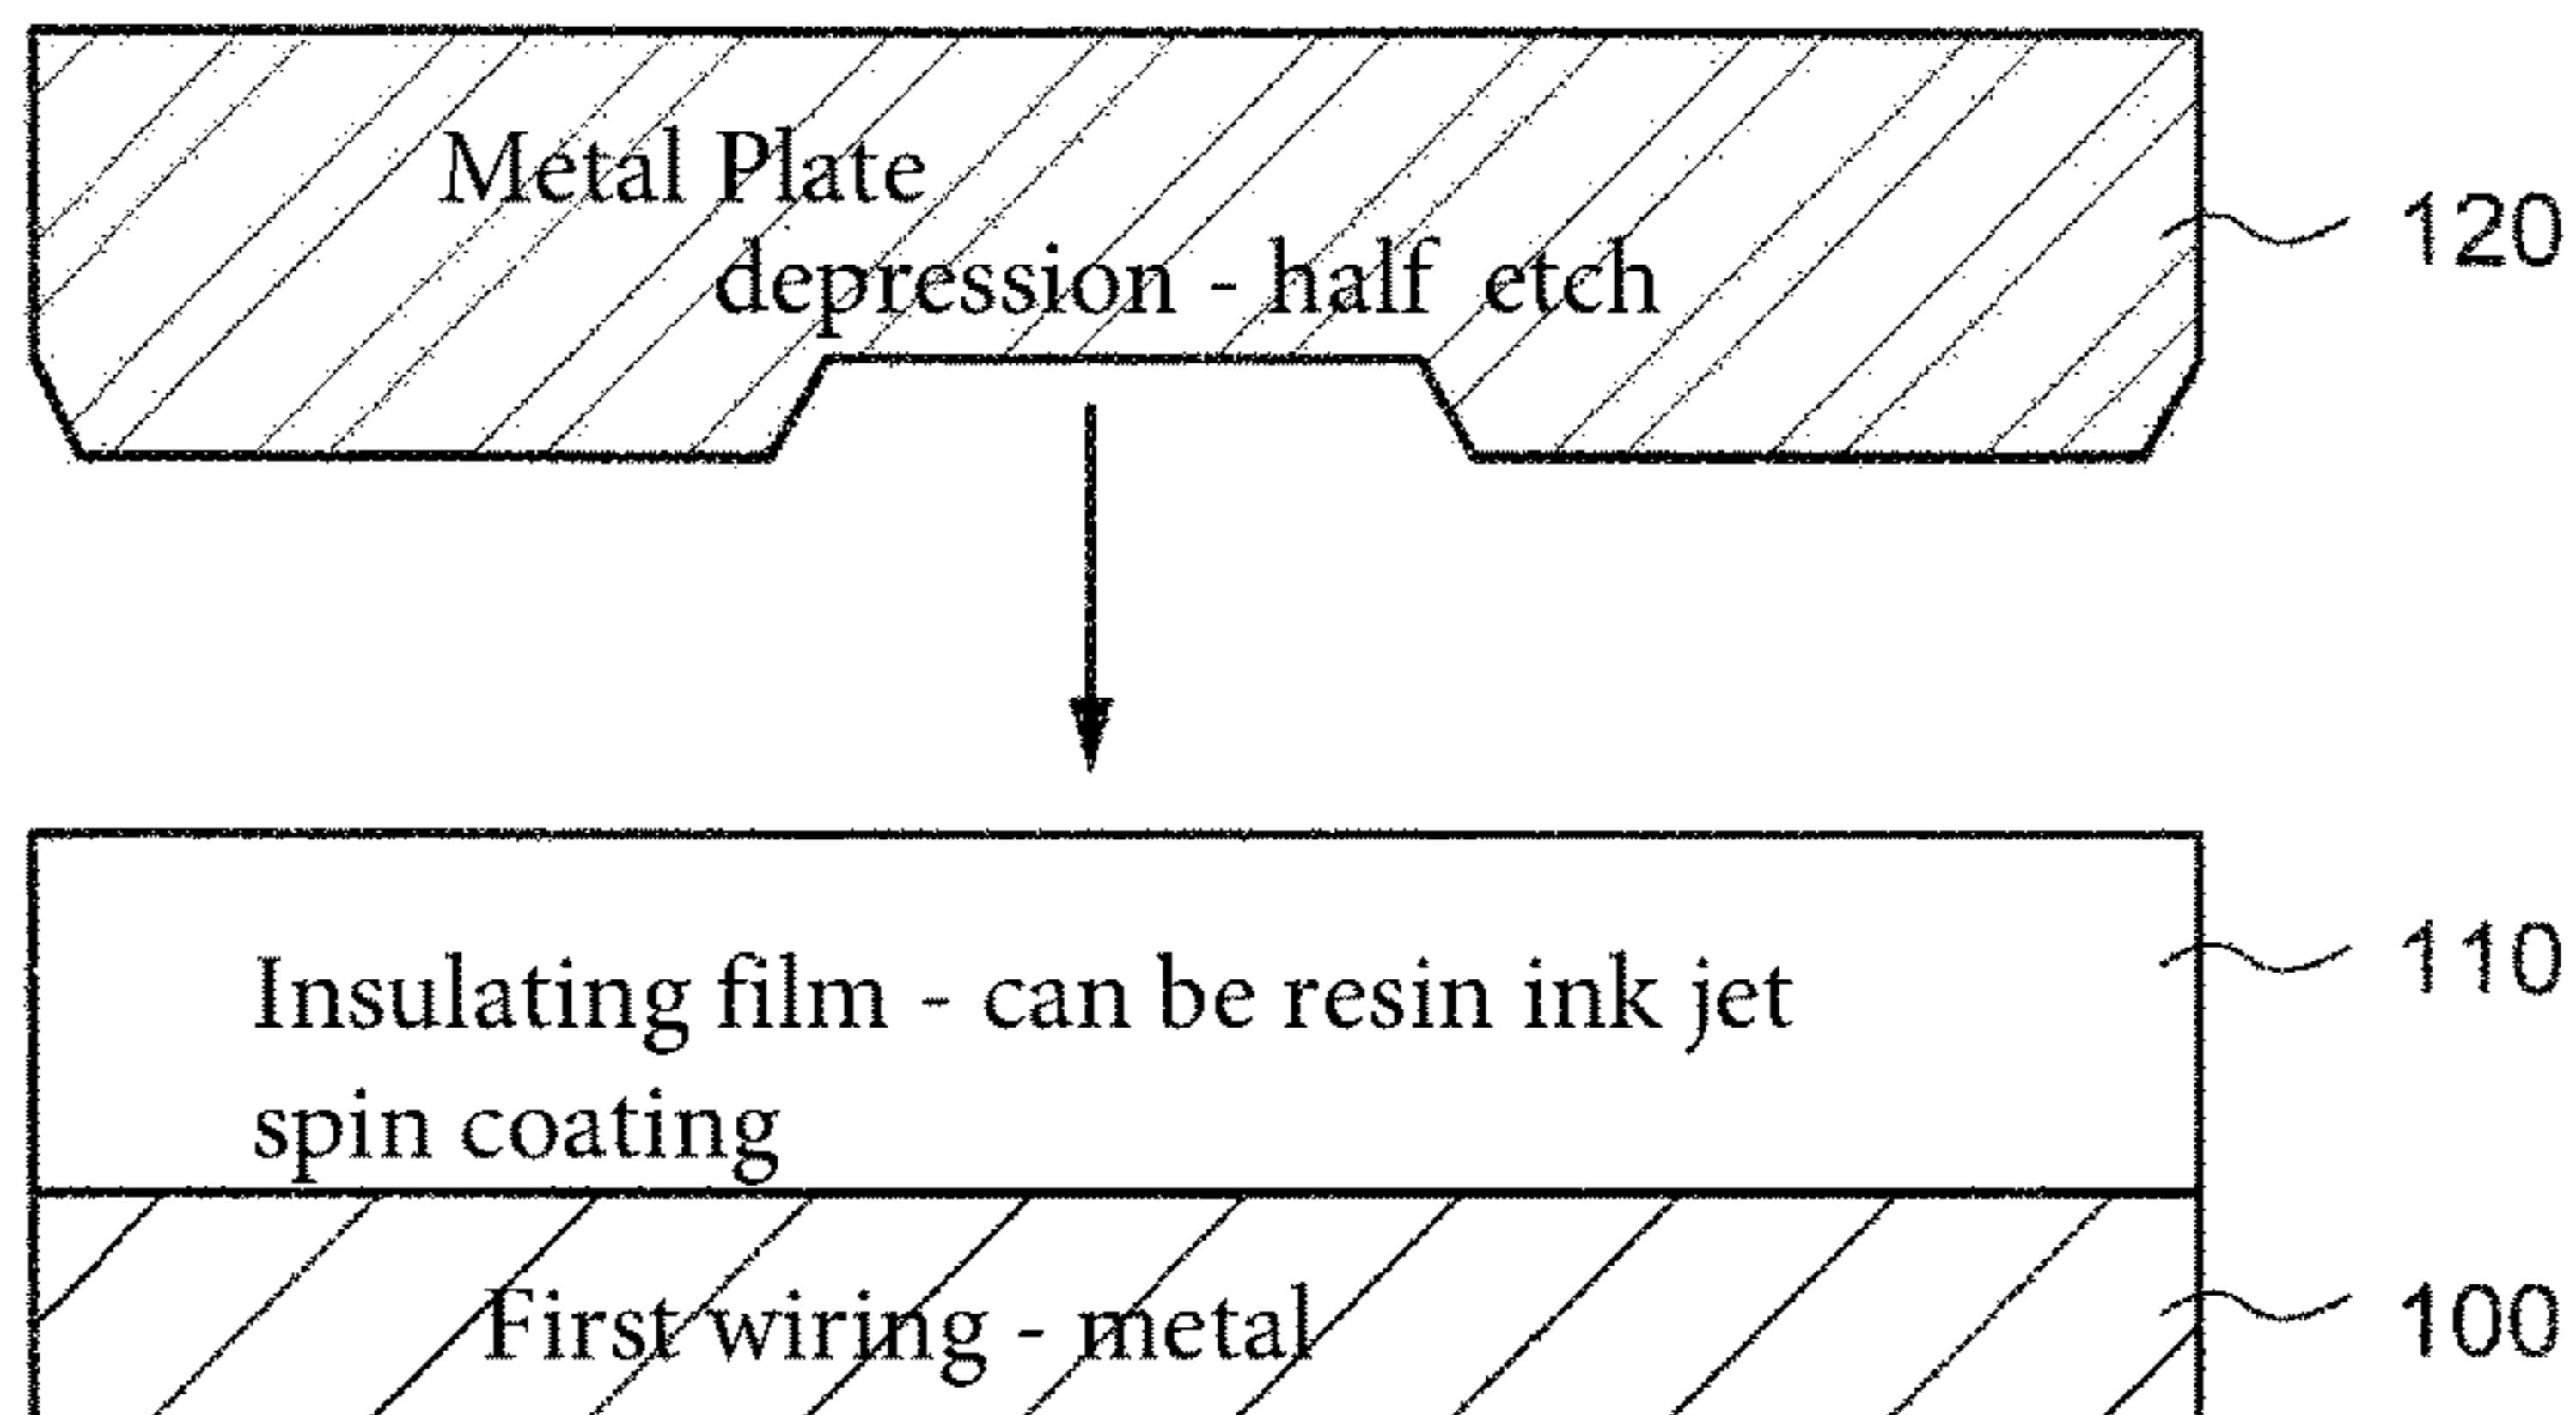 Metal Plate
depression - half etch
120
Insulating film - can be resin ink jet
spin coating
110
First wiring - metal
100